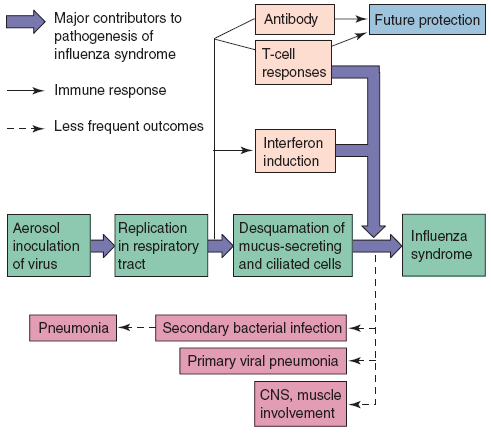 Major contributors to
pathogenesis of
influenza syndrome
Immune response
Less frequent outcomes
Antibody
Future protection
T-cell
responses
Interferon
induction
Aerosol
inoculation
of virus
Replication
in respiratory
tract
Desquamation of
mucus-secreting
and ciliated cells
Influenza
syndrome
Pneumonia
Secondary bacterial infection
Primary viral pneumonia
CNS, muscle
involvement